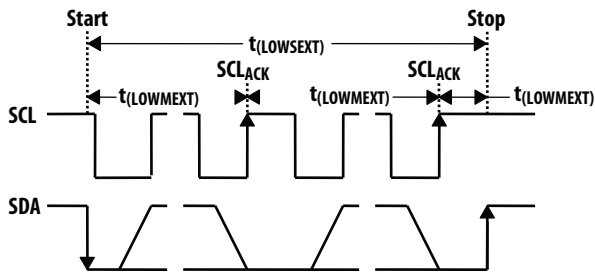 Start Stop
t(LOWSEXT)
SCLACK SCLACK
t(LOWMEXT) t(LOWMEXT) t(LOWMEXT)
SCL
SDA